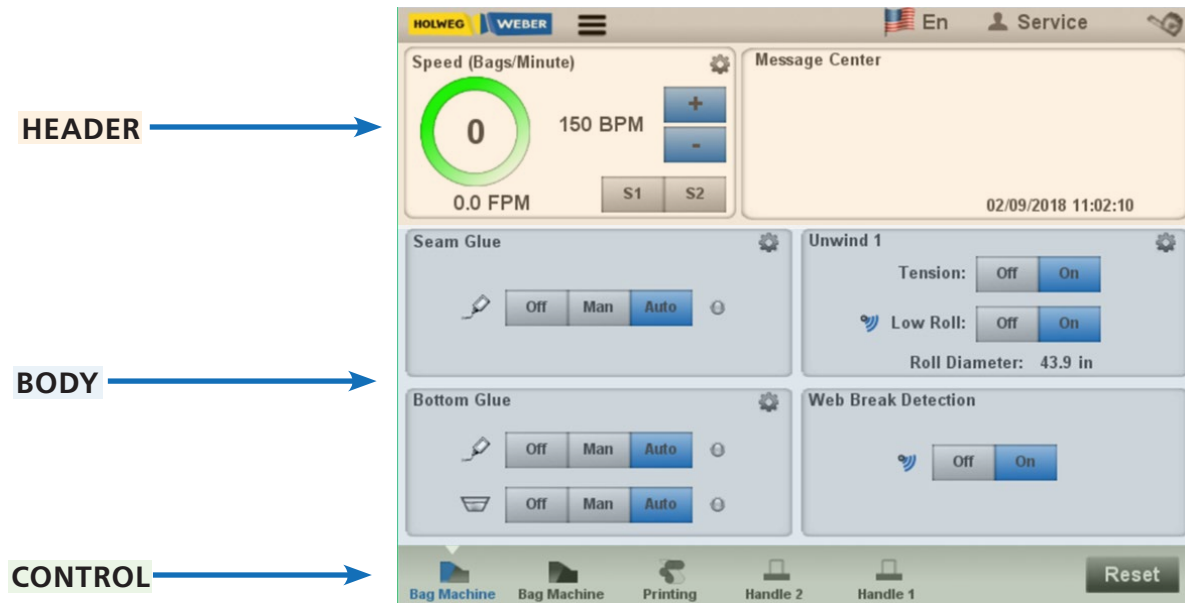 HOLWEG WEBER
En
Service
HEADER
Speed (Bags/Minute)
0
150 BPM
+
-
0.0 FPM
S1 S2
Message Center
02/09/2018 11:02:10
BODY
Seam Glue
Off Man Auto
Unwind 1
Tension: Off On
Low Roll: Off On
Roll Diameter: 43.9 in
Bottom Glue
Off Man Auto
Off Man Auto
Web Break Detection
Off On
CONTROL
Bag Machine
Bag Machine
Printing
Handle 2
Handle 1
Reset